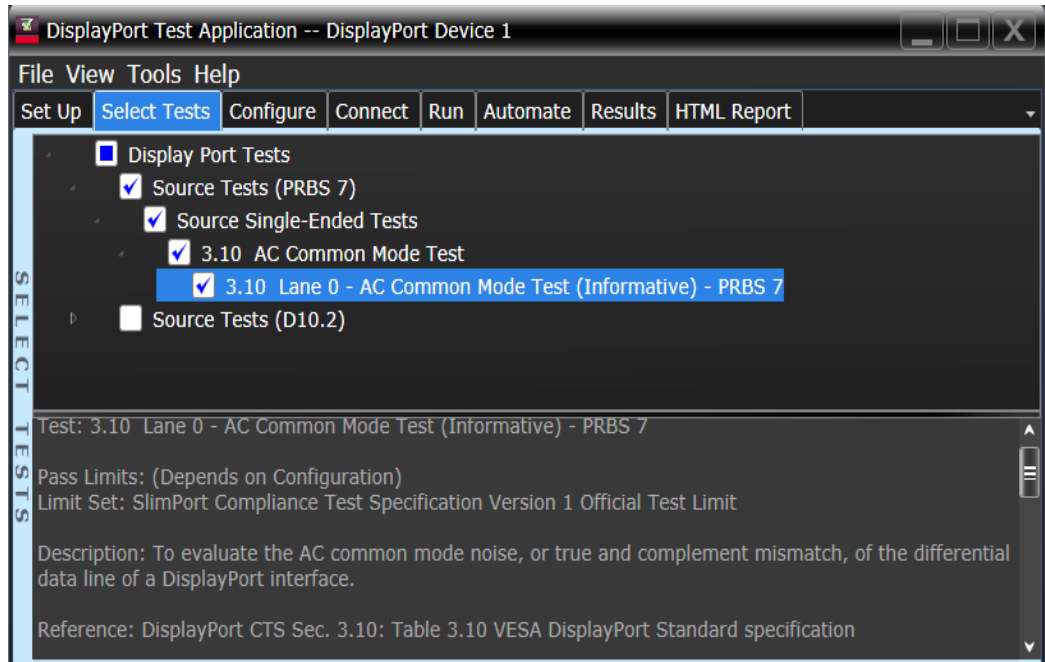 DisplayPort Test Application -- DisplayPort Device 1
File View Tools Help
Set Up Select Tests Configure Connect Run Automate Results HTML Report
Display Port Tests
Source Tests (PRBS 7)
Source Single-Ended Tests
3.10 AC Common Mode Test
3.10 Lane 0 - AC Common Mode Test (Informative) - PRBS 7
Source Tests (D10.2)
SELECT TESTS
Test: 3.10 Lane 0 - AC Common Mode Test (Informative) - PRBS 7
Pass Limits: (Depends on Configuration)
Limit Set: SlimPort Compliance Test Specification Version 1 Official Test Limit
Description: To evaluate the AC common mode noise, or true and complement mismatch, of the differential
data line of a DisplayPort interface.
Reference: DisplayPort CTS Sec. 3.10: Table 3.10 VESA DisplayPort Standard specification